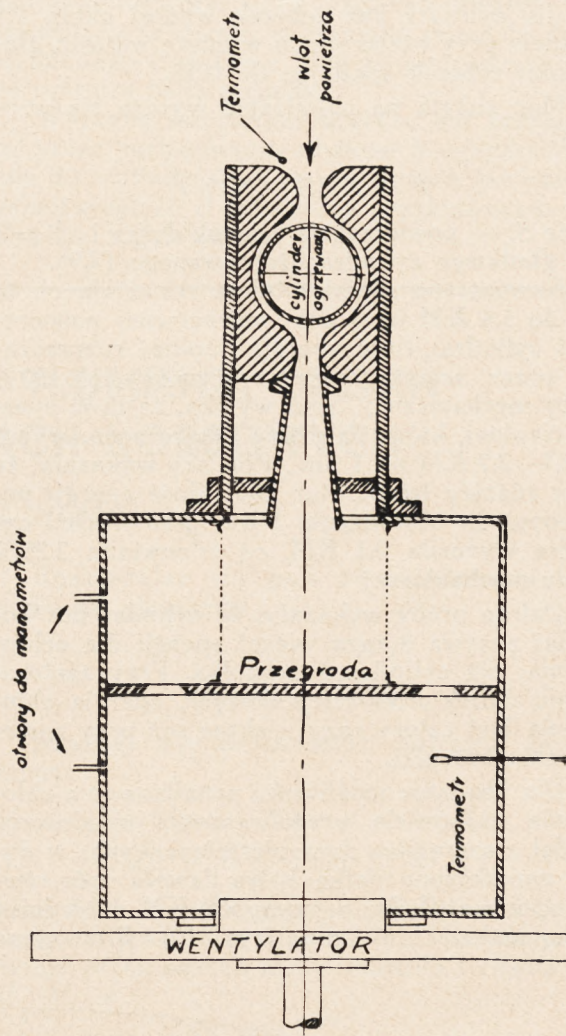 Termometr
wlot
powietrza
cylinder
ogrzewany
otwory do manometrów
Przegroda
Termometr
WENTYLATOR